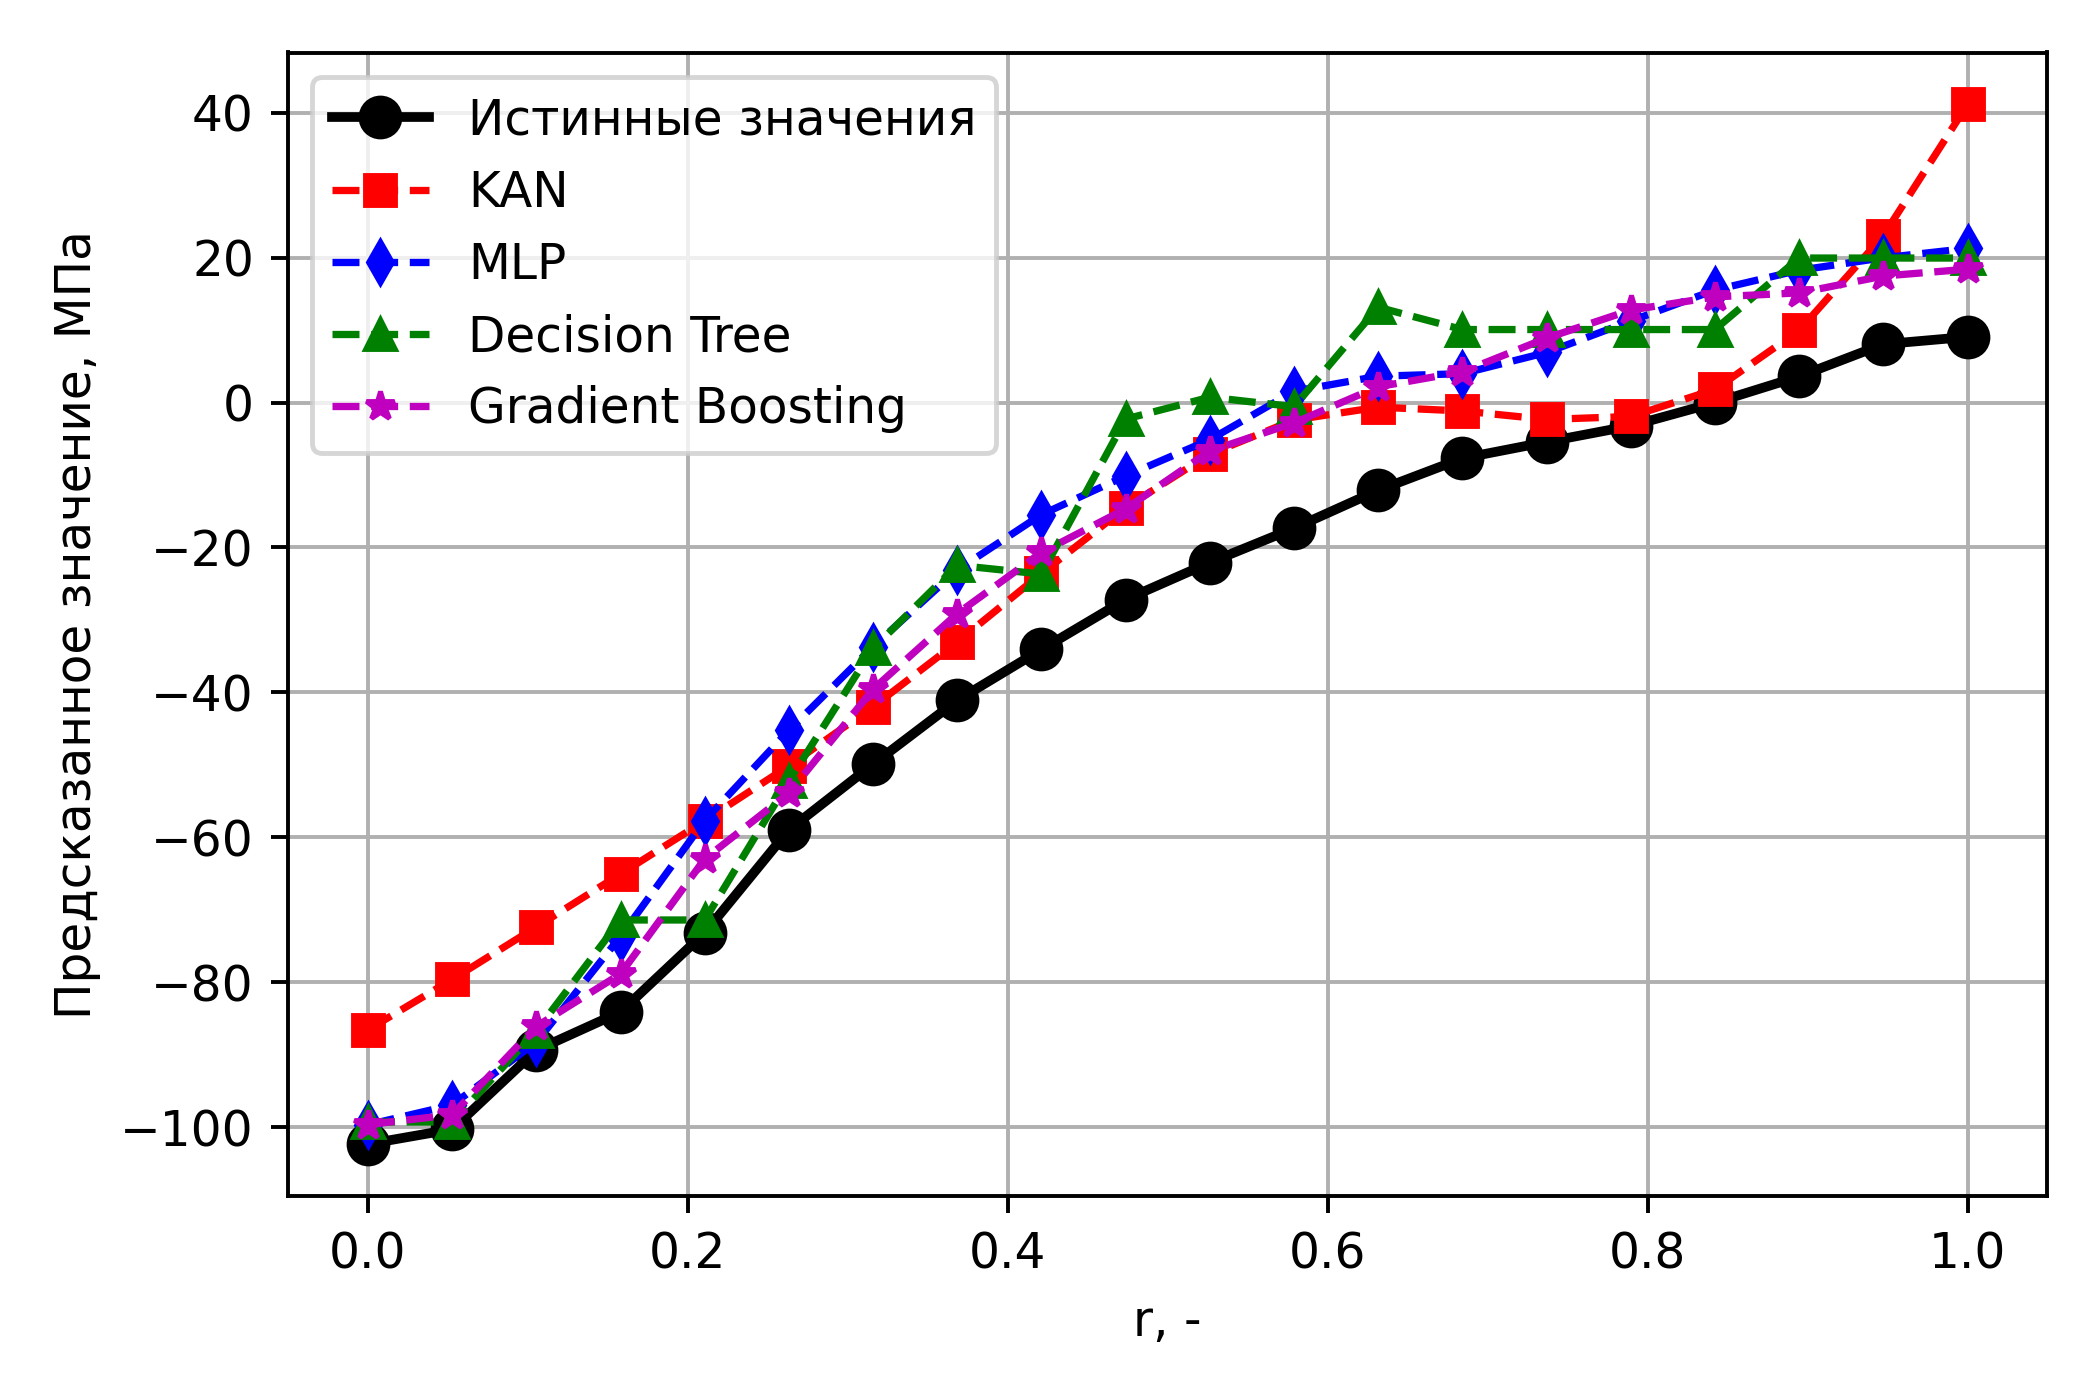 Истинные значения
KAN
MLP
Decision Tree
Gradient Boosting
Предсказанное значение, МПа
40
20
0
−20
−40
−60
−80
−100
0.0 0.2 0.4 0.6 0.8 1.0
r, -